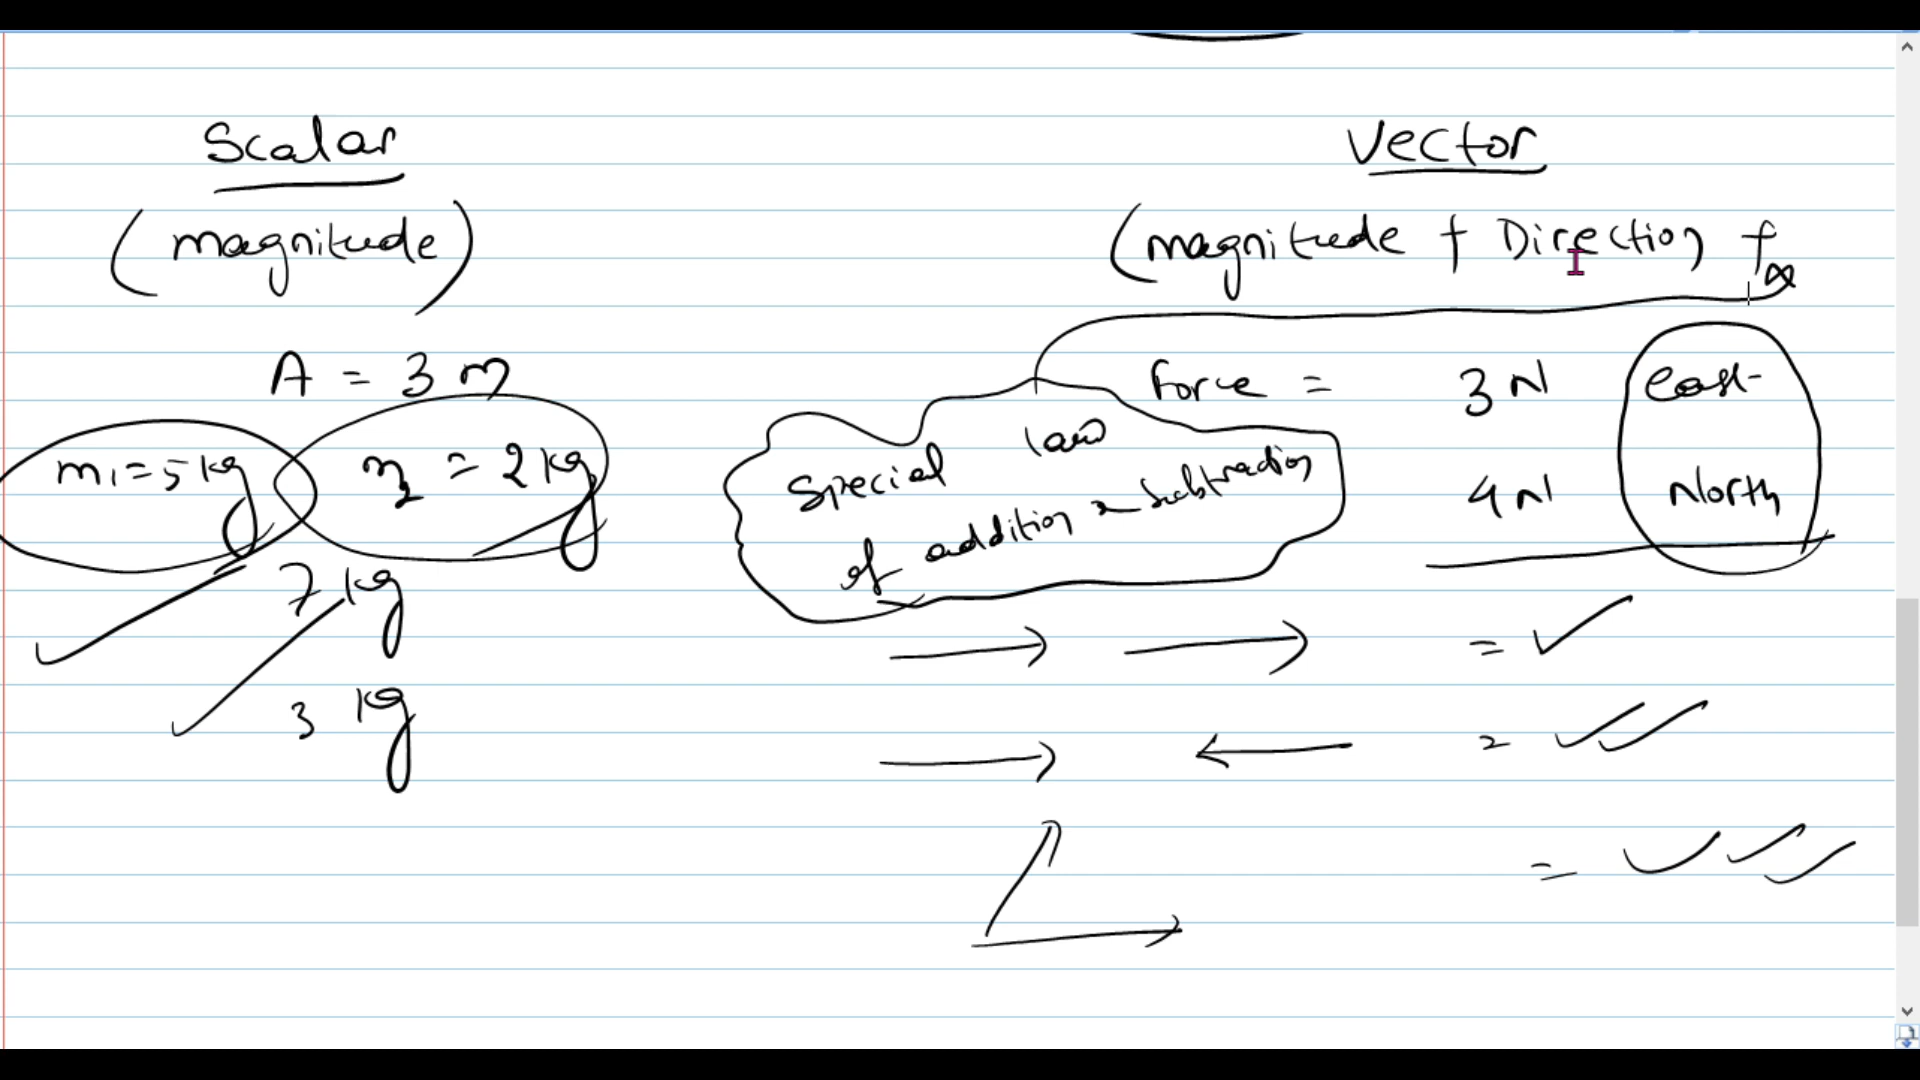 Scalar
(magnitude)
A = 3 m
m1 = 5 kg
m2 = 2 kg
7 kg
3 kg
Vector
(magnitude + Direction +
Force = 3 N east
4 N North
Special law
of addition & subtraction
=
=
=